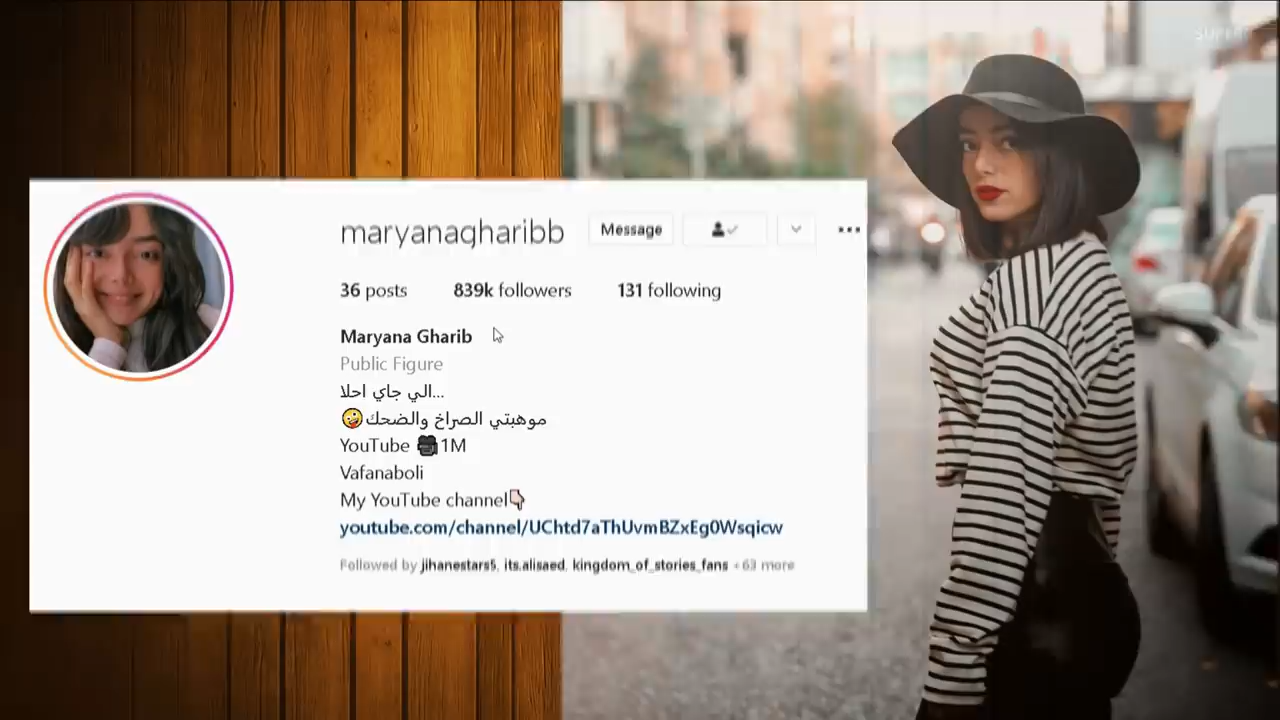 maryanagharibb Message
36 posts 839k followers 131 following
Maryana Gharib
Public Figure
الي جاي احلا...
موهبتي الصراخ والضحك🤪
YouTube 🎥1M
Vafanaboli
My YouTube channel👇🏻
youtube.com/channel/UChtd7aThUvmBZxEg0Wsqicw
Followed by jihanestars5, its.alisaed, kingdom_of_stories_fans +63 more